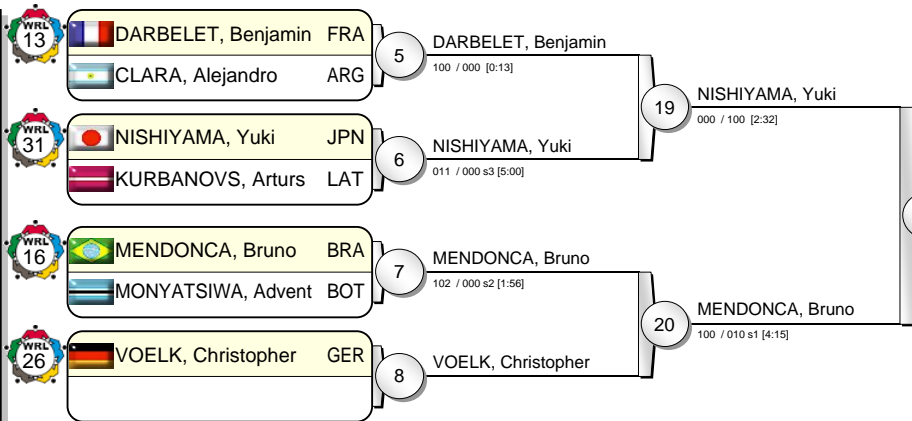 WRL
13
DARBELET, Benjamin FRA
CLARA, Alejandro ARG
5
DARBELET, Benjamin
100 / 000 [0:13]
WRL
31
NISHIYAMA, Yuki JPN
KURBANOVS, Arturs LAT
6
NISHIYAMA, Yuki
011 / 000 s3 [5:00]
19
NISHIYAMA, Yuki
000 / 100 [2:32]
WRL
16
MENDONCA, Bruno BRA
MONYATSIWA, Advent BOT
7
MENDONCA, Bruno
102 / 000 s2 [1:56]
WRL
26
VOELK, Christopher GER
8
VOELK, Christopher
20
MENDONCA, Bruno
100 / 010 s1 [4:15]